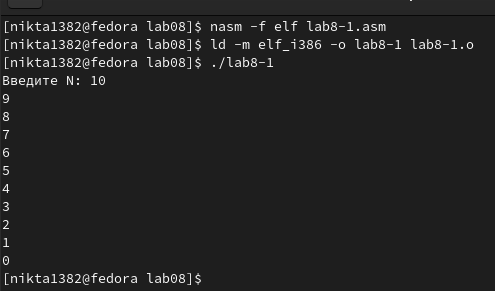 [nikta1382@fedora lab08]$ nasm -f elf lab8-1.asm
[nikta1382@fedora lab08]$ ld -m elf_i386 -o lab8-1 lab8-1.o
[nikta1382@fedora lab08]$ ./lab8-1
Введите N: 10
9
8
7
6
5
4
3
2
1
0
[nikta1382@fedora lab08]$